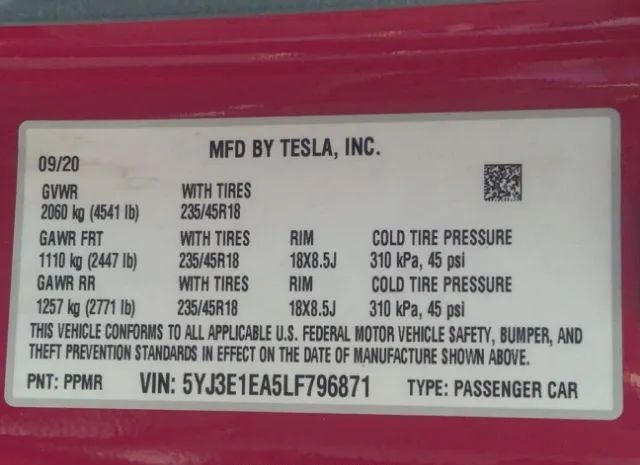 MFD BY TESLA, INC.
09/20
GVWR WITH TIRES
2060 kg (4541 lb) 235/45R18
GAWR FRT WITH TIRES RIM COLD TIRE PRESSURE
1110 kg (2447 lb) 235/45R18 18X8.5J 310 kPa, 45 psi
GAWR RR WITH TIRES RIM COLD TIRE PRESSURE
1257 kg (2771 lb) 235/45R18 18X8.5J 310 kPa, 45 psi
THIS VEHICLE CONFORMS TO ALL APPLICABLE U.S. FEDERAL MOTOR VEHICLE SAFETY, BUMPER, AND
THEFT PREVENTION STANDARDS IN EFFECT ON THE DATE OF MANUFACTURE SHOWN ABOVE.
PNT: PPMR VIN: 5YJ3E1EA5LF796871 TYPE: PASSENGER CAR